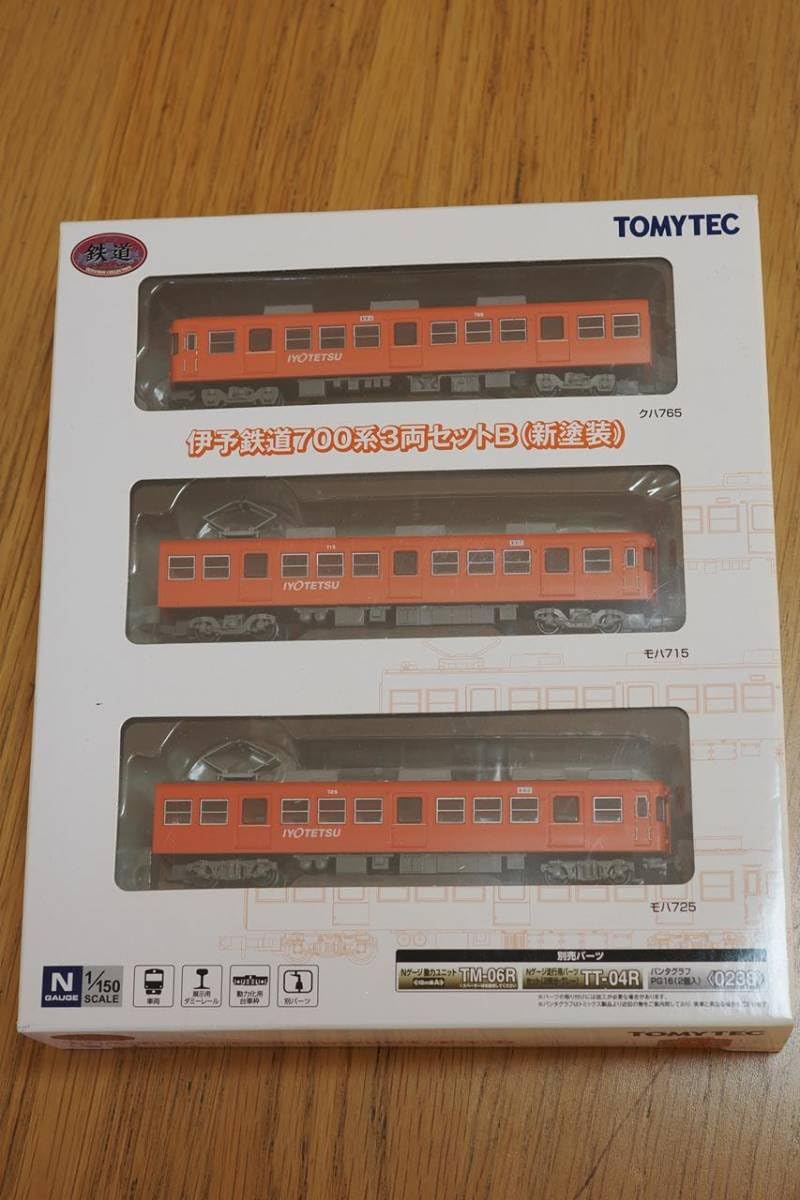 鉄道
TOMYTEC
IYOTETSU
クハ765
伊予鉄道700系3両セットB(新塗装)
715
IYOTETSU
モハ715
725
IYOTETSU
モハ725
別売パーツ
N GAUGE
1/150 SCALE
車両
展示用ダミーレール
動力化用台車枠
別パーツ
Nゲージ動力ユニット TM-06R
Nゲージ走行用パーツ TT-04R
パンタグラフ PG16(2個入) 〈0238〉
TOMYTEC